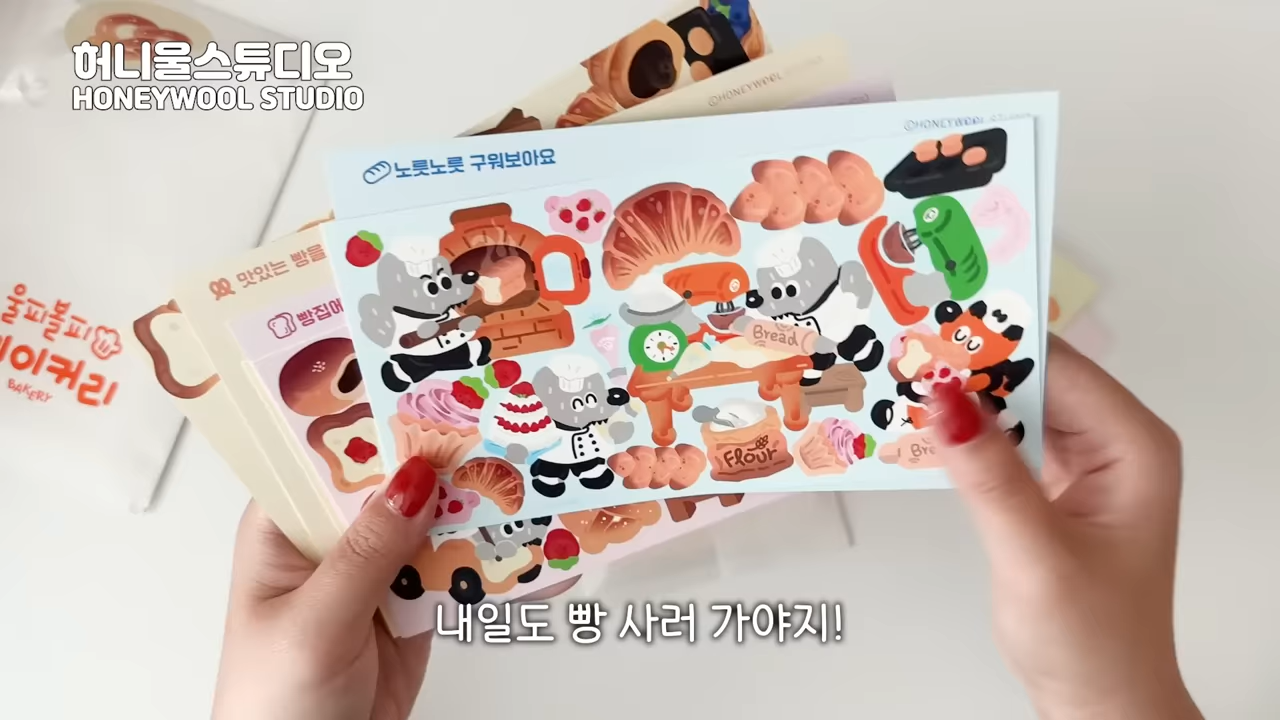 허니울스튜디오
HONEYWOOL STUDIO
©HONEYWOOL STUDIO
©HONEYWOOL STUDIO
노릇노릇 구워보아요
맛있는 빵을
빵집에
Bread
울피볼피
베이커리
BAKERY
Flour
Bre
내일도 빵 사러 가야지!